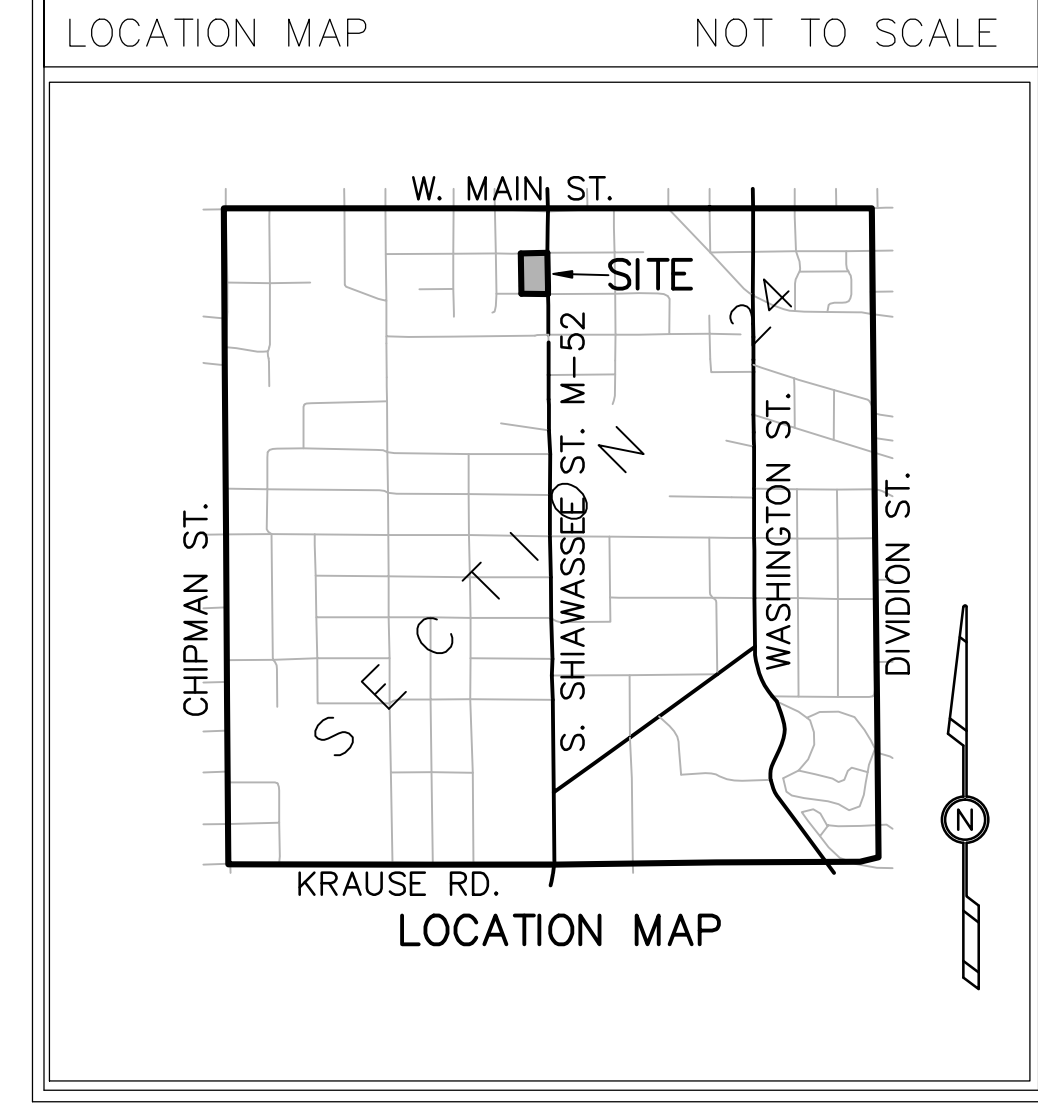 LOCATION MAP
NOT TO SCALE
W. MAIN ST.
SITE
S. SHIAWASSEE ST. M-52
SECTION 24
WASHINGTON ST.
CHIPMAN ST.
DIVIDION ST.
N
KRAUSE RD.
LOCATION MAP